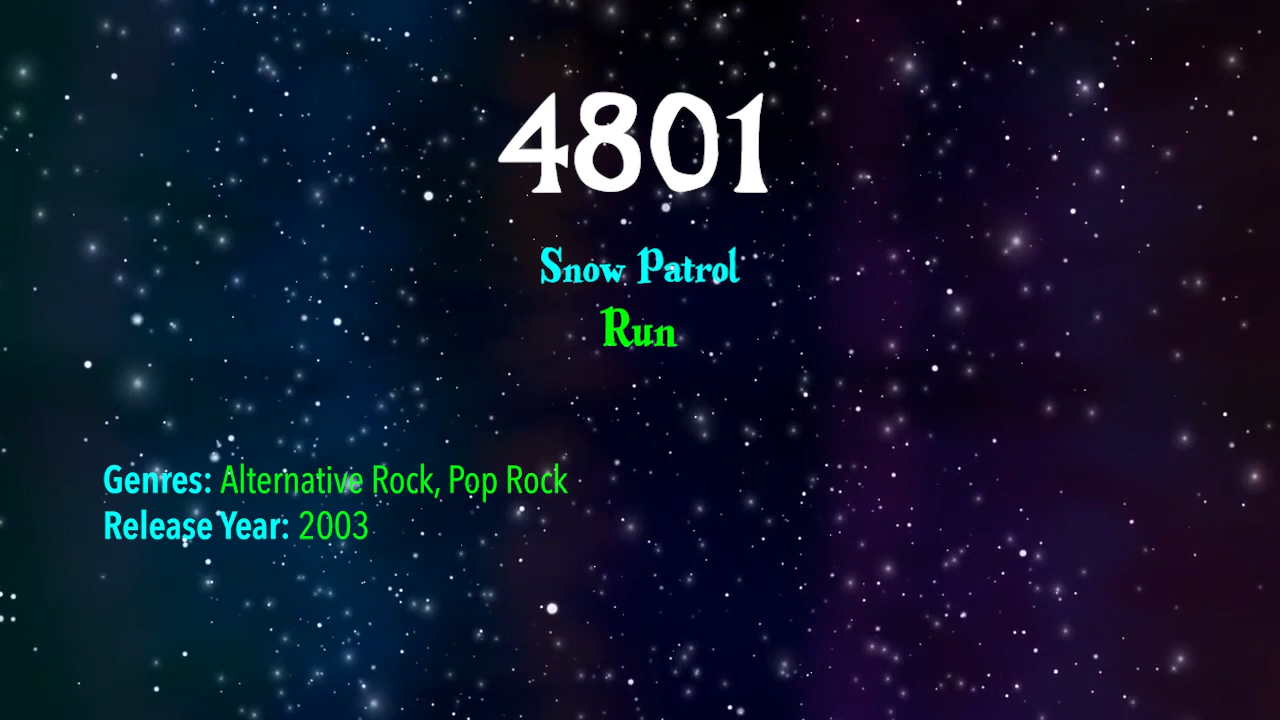 4801
Snow Patrol
Run
Genres: Alternative Rock, Pop Rock
Release Year: 2003